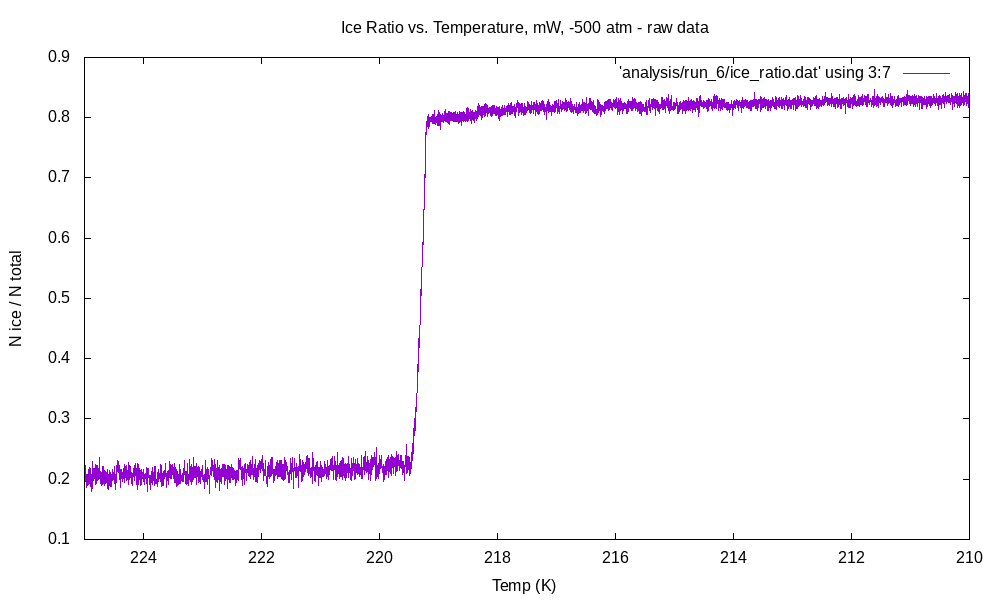 Ice Ratio vs. Temperature, mW, -500 atm - raw data
'analysis/run_6/ice_ratio.dat' using 3:7
N ice / N total
0.9
0.8
0.7
0.6
0.5
0.4
0.3
0.2
0.1
224 222 220 218 216 214 212 210
Temp (K)